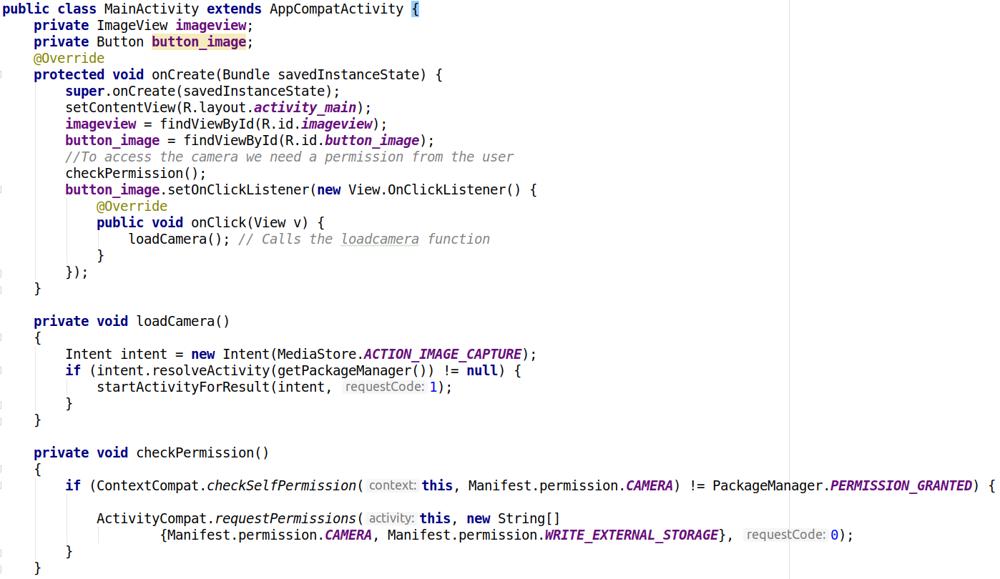 public class MainActivity extends AppCompatActivity {
    private ImageView imageview;
    private Button button_image;
    @Override
    protected void onCreate(Bundle savedInstanceState) {
        super.onCreate(savedInstanceState);
        setContentView(R.layout.activity_main);
        imageview = findViewById(R.id.imageview);
        button_image = findViewById(R.id.button_image);
        //To access the camera we need a permission from the user
        checkPermission();
        button_image.setOnClickListener(new View.OnClickListener() {
            @Override
            public void onClick(View v) {
                loadCamera(); // Calls the loadcamera function
            }
        });
    }

    private void loadCamera()
    {
        Intent intent = new Intent(MediaStore.ACTION_IMAGE_CAPTURE);
        if (intent.resolveActivity(getPackageManager()) != null) {
            startActivityForResult(intent, requestCode: 1);
        }
    }

    private void checkPermission()
    {
        if (ContextCompat.checkSelfPermission( context: this, Manifest.permission.CAMERA) != PackageManager.PERMISSION_GRANTED) {

            ActivityCompat.requestPermissions( activity: this, new String[]
                    {Manifest.permission.CAMERA, Manifest.permission.WRITE_EXTERNAL_STORAGE}, requestCode: 0);
        }
    }